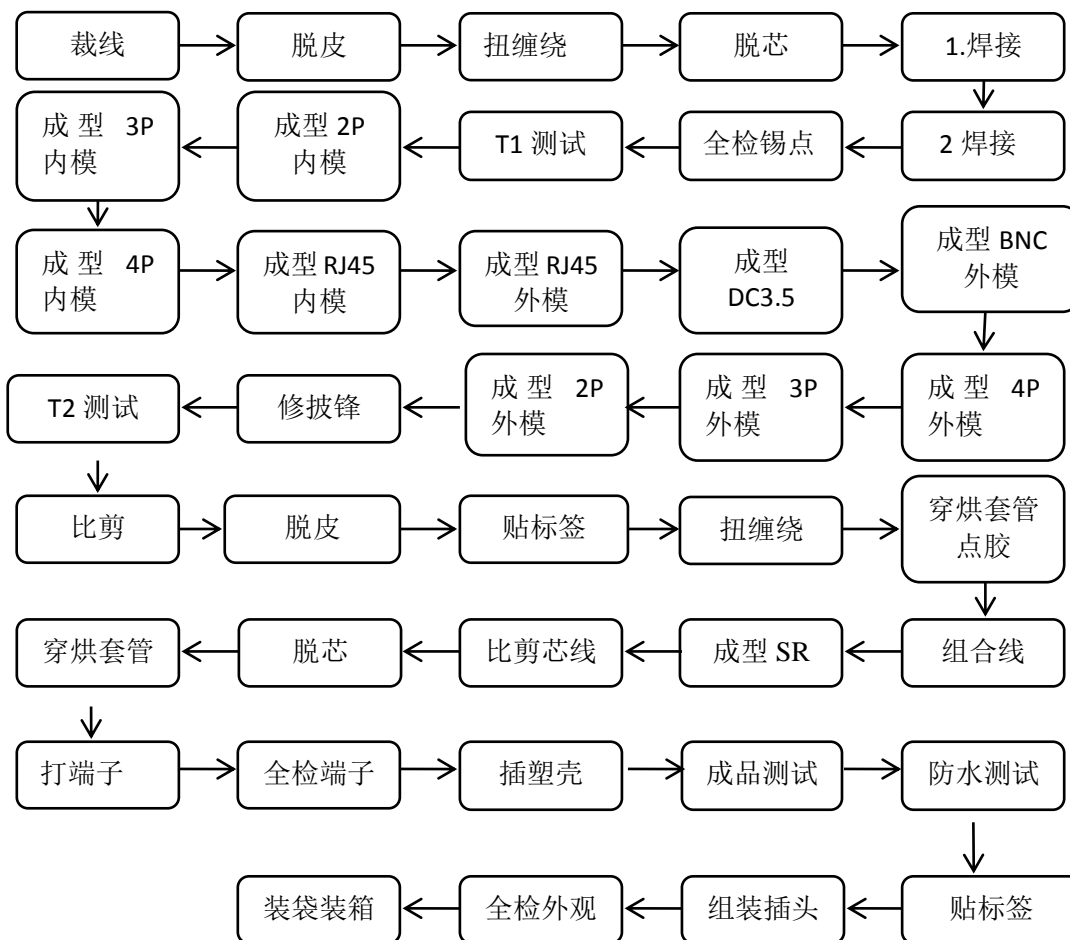 裁线
脱皮
扭缠绕
脱芯
1.焊接
成型 3P
内模
成型 2P
内模
T1 测试
全检锡点
2 焊接
成型 4P
内模
成型 RJ45
内模
成型 RJ45
外模
成型
DC3.5
成型 BNC
外模
T2 测试
修披锋
成型 2P
外模
成型 3P
外模
成型 4P
外模
比剪
脱皮
贴标签
扭缠绕
穿烘套管
点胶
穿烘套管
脱芯
比剪芯线
成型 SR
组合线
打端子
全检端子
插塑壳
成品测试
防水测试
装袋装箱
全检外观
组装插头
贴标签